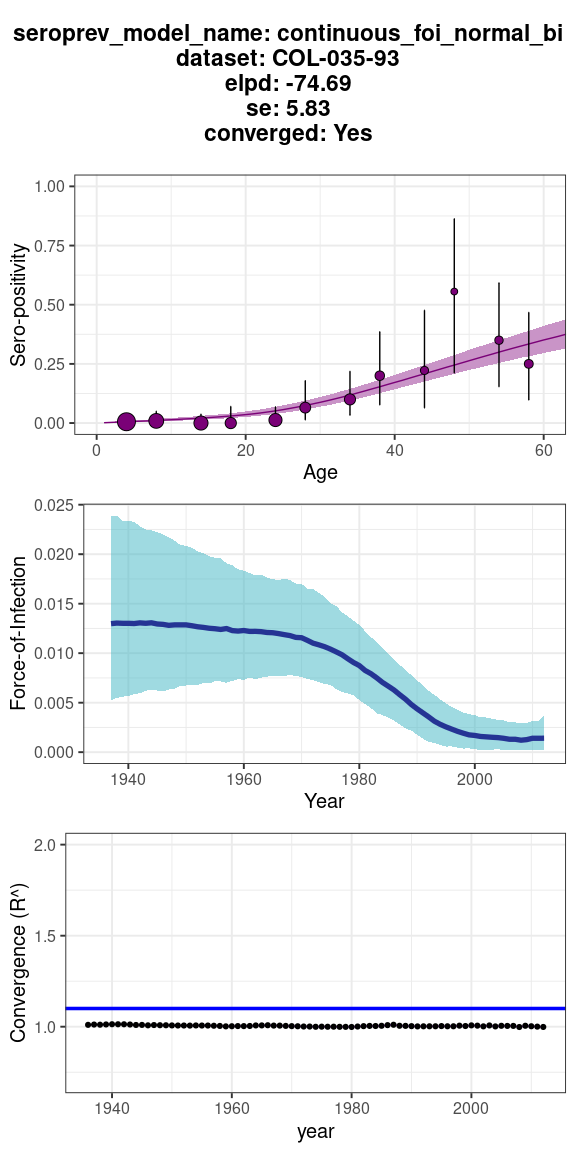 seroprev_model_name: continuous_foi_normal_bi
dataset: COL-035-93
elpd: -74.69
se: 5.83
converged: Yes
1.00
0.75
0.50
0.25
0.00
Sero-positivity
0 20 40 60
Age
0.025
0.020
0.015
0.010
0.005
0.000
Force-of-Infection
1940 1960 1980 2000
Year
2.0
1.5
1.0
Convergence (R^)
1940 1960 1980 2000
year